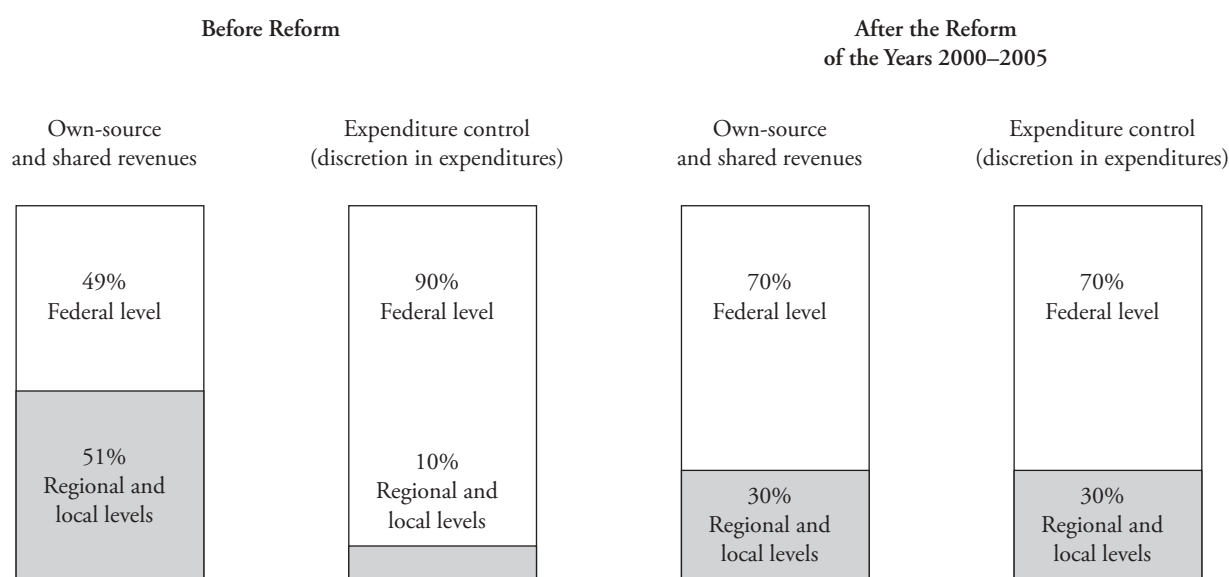 Before Reform
After the Reform
of the Years 2000–2005
Own-source
and shared revenues
Expenditure control
(discretion in expenditures)
Own-source
and shared revenues
Expenditure control
(discretion in expenditures)
49%
Federal level
90%
Federal level
70%
Federal level
70%
Federal level
51%
Regional and
local levels
10%
Regional and
local levels
30%
Regional and
local levels
30%
Regional and
local levels